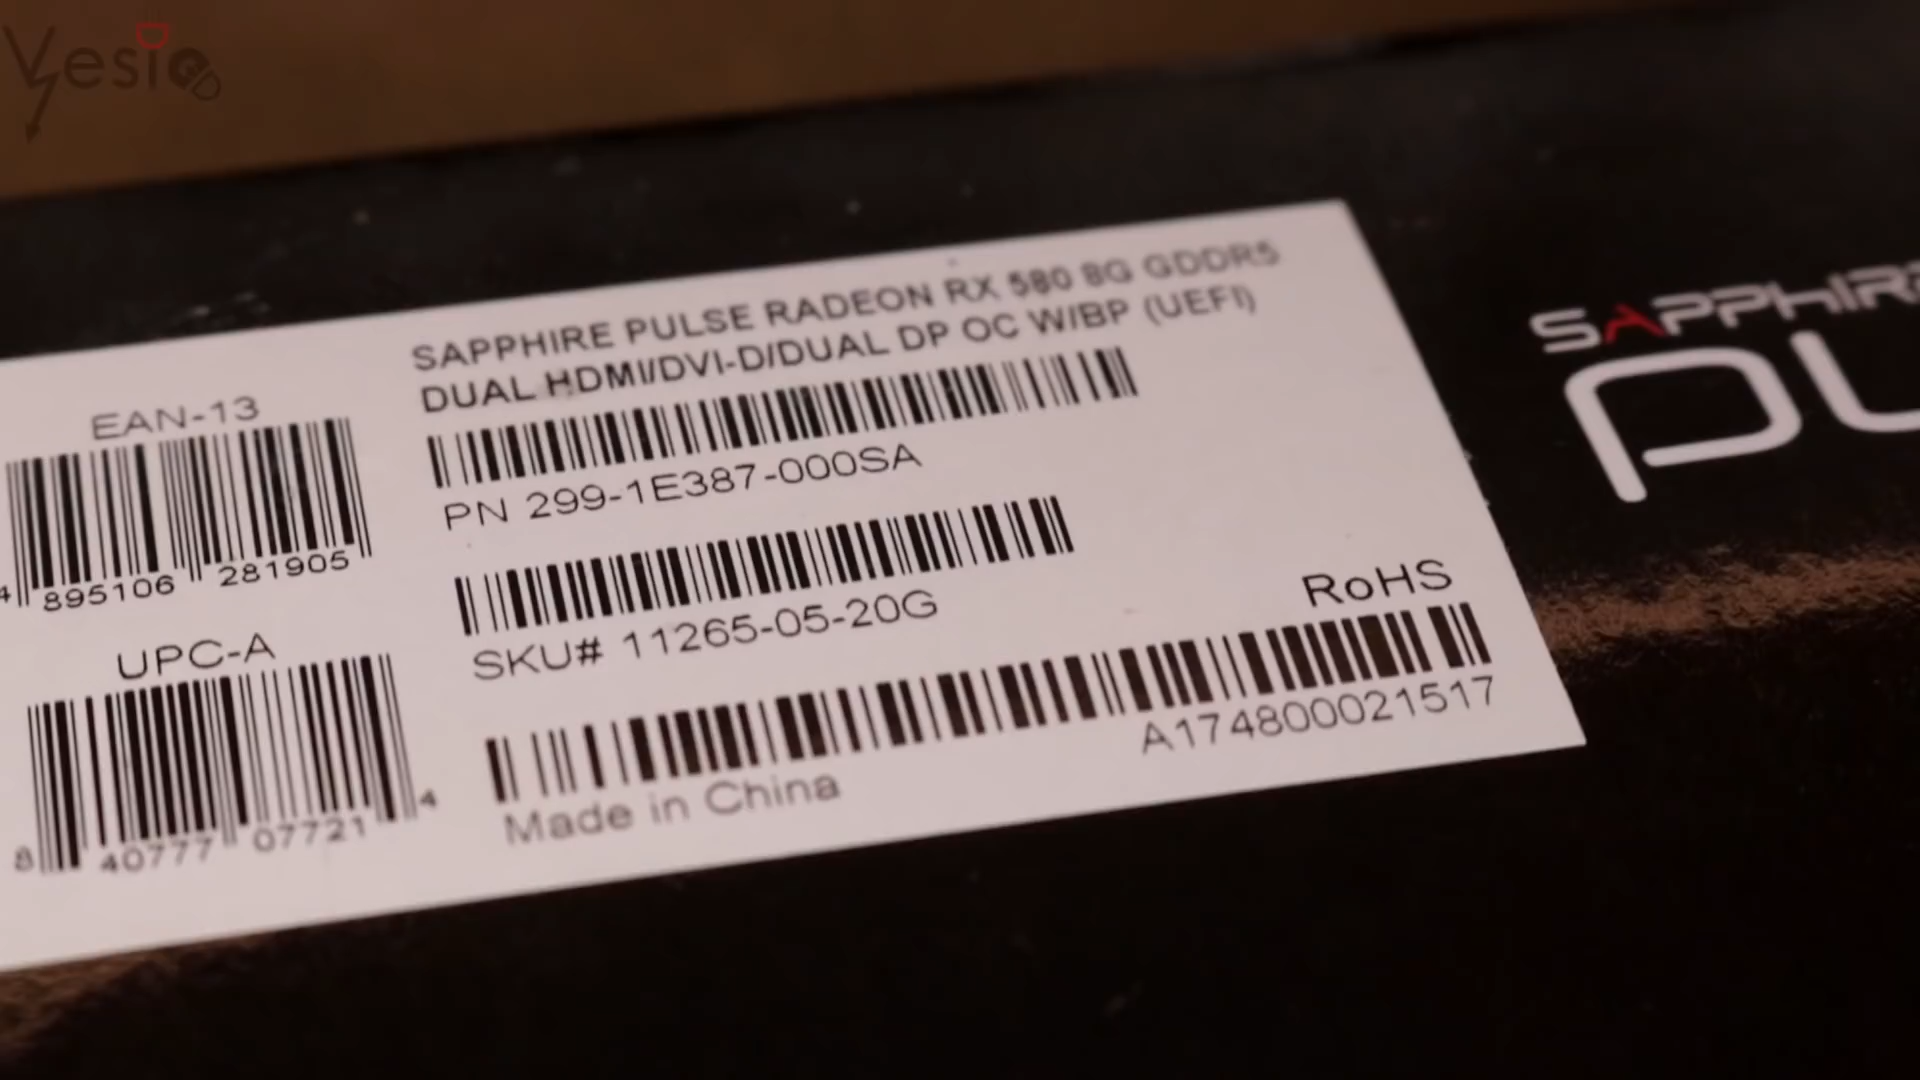 Yesio
SAPPHIRE PULSE RADEON RX 580 8G GDDR5
DUAL HDMI/DVI-D/DUAL DP OC W/BP (UEFI)
EAN-13
4 895106 281905
PN 299-1E387-000SA
SKU# 11265-05-20G
UPC-A
8 40777 07721 4
RoHS
A174800021517
Made in China
SAPPHIRE
PU